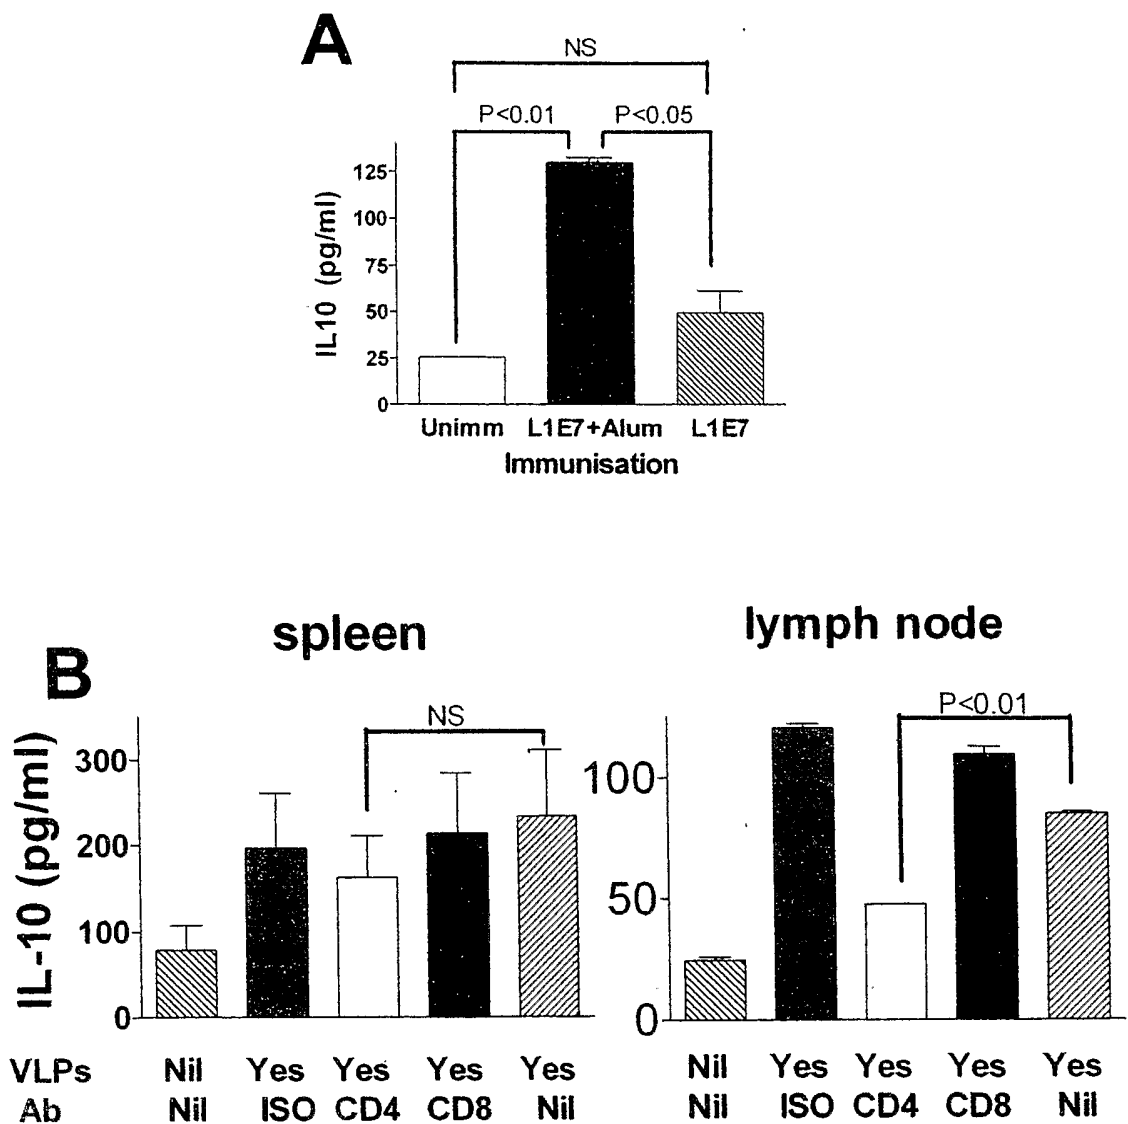 A
NS
P<0.01 P<0.05
IL10 (pg/ml)
125
100
75
50
25
0
Unimm L1E7+Alum L1E7
Immunisation
B
spleen
NS
IL-10 (pg/ml)
300
200
100
0
lymph node
P<0.01
100
50
0
VLPs Nil Yes Yes Yes Yes Nil Yes Yes Yes Yes
Ab Nil ISO CD4 CD8 Nil Nil ISO CD4 CD8 Nil